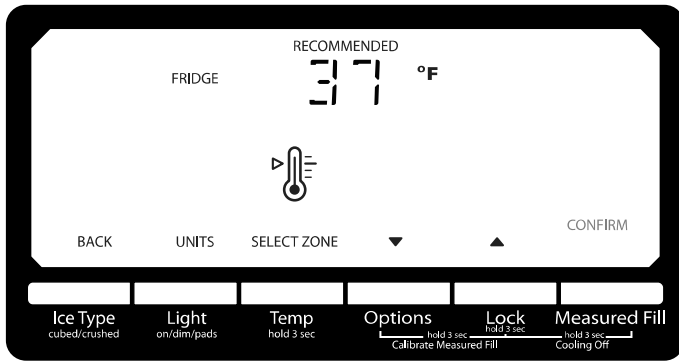 RECOMMENDED
FRIDGE 37 °F
CONFIRM
BACK UNITS SELECT ZONE ▼ ▲
Ice Type Light Temp Options Lock Measured Fill
cubed/crushed on/dim/pads hold 3 sec hold 3 sec hold 3 sec hold 3 sec
Calibrate Measured Fill Cooling Off